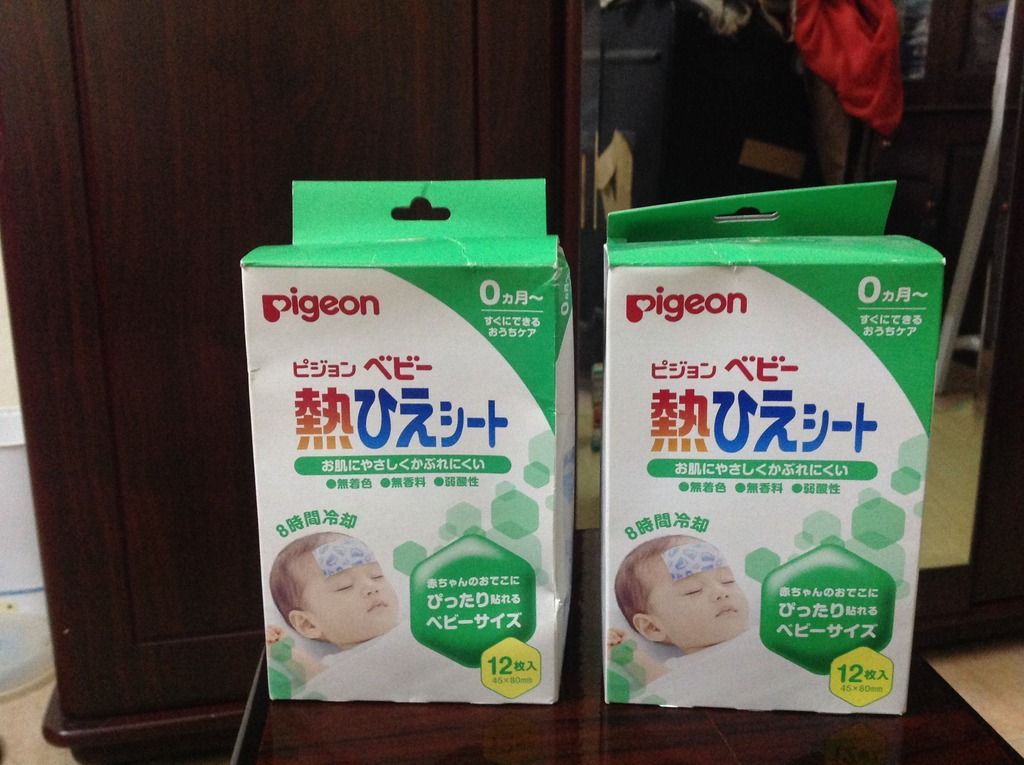 Pigeon
0ヵ月~
すぐにできる
おうちケア
ピジョン ベビー
熱ひえシート
お肌にやさしくかぶれにくい
●無着色 ●無香料 ●弱酸性
8時間冷却
赤ちゃんのおでこに
ぴったり貼れる
ベビーサイズ
12枚入
45×80mm
0ヵ月~
Pigeon
0ヵ月~
すぐにできる
おうちケア
ピジョン ベビー
熱ひえシート
お肌にやさしくかぶれにくい
●無着色 ●無香料 ●弱酸性
8時間冷却
赤ちゃんのおでこに
ぴったり貼れる
ベビーサイズ
12枚入
45×80mm